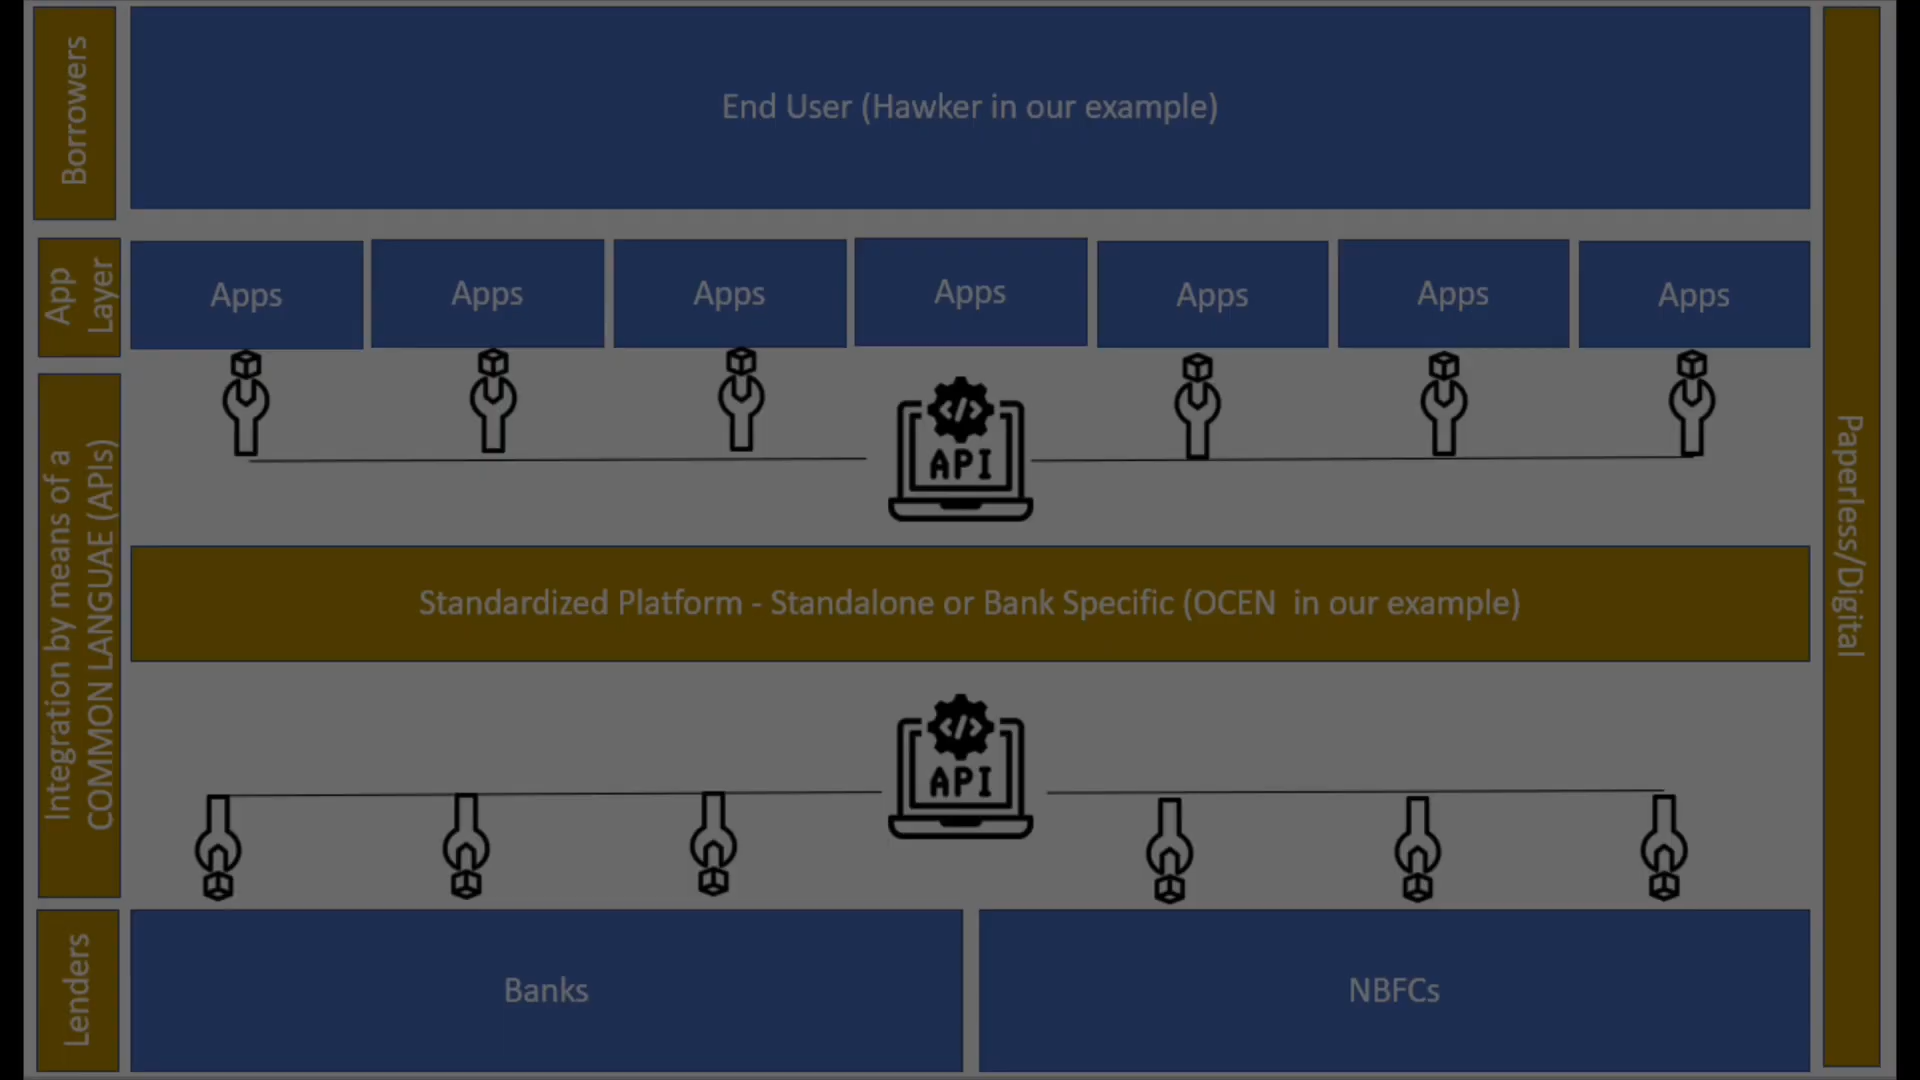 Borrowers
End User (Hawker in our example)
App
Layer
Apps
Apps
Apps
Apps
Apps
Apps
Apps
Integration by means of a
COMMON LANGUAE (APIs)
API
Standardized Platform - Standalone or Bank Specific (OCEN in our example)
API
Lenders
Banks
NBFCs
Paperless/Digital